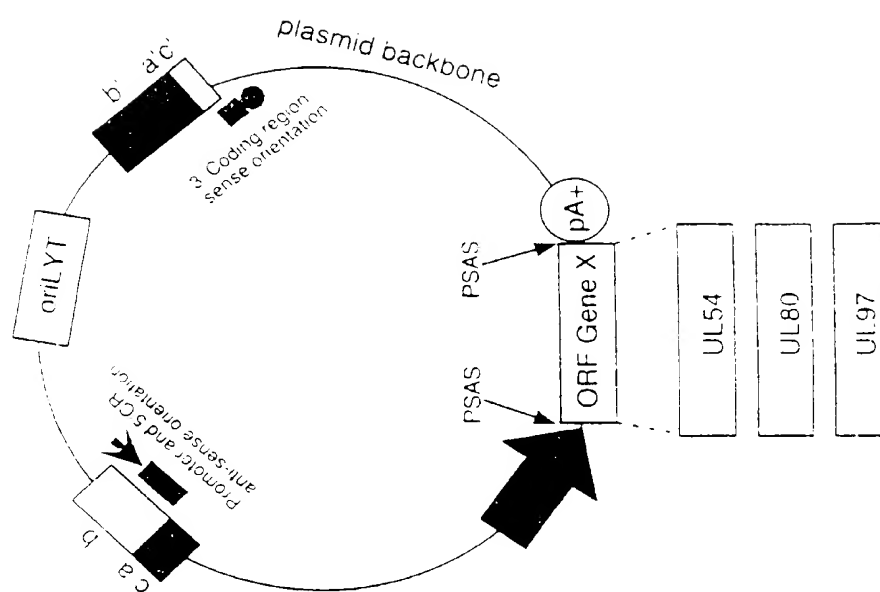 plasmid backbone
b'
a'c'
3' Coding region
sense orientation
oriLYT
Promoter and 5'CR
anti-sense orientation
b
c a
PSAS
PSAS
ORF Gene X
pA+
UL54
UL80
UL97